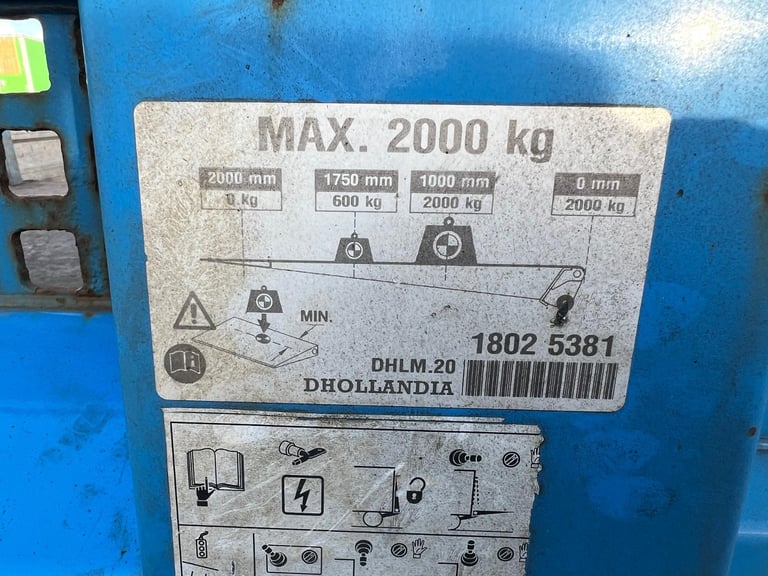 MAX. 2000 kg
2000 mm 1750 mm 1000 mm 0 mm
0 kg 600 kg 2000 kg 2000 kg
MIN.
1802 5381
DHLM.20
DHOLLANDIA